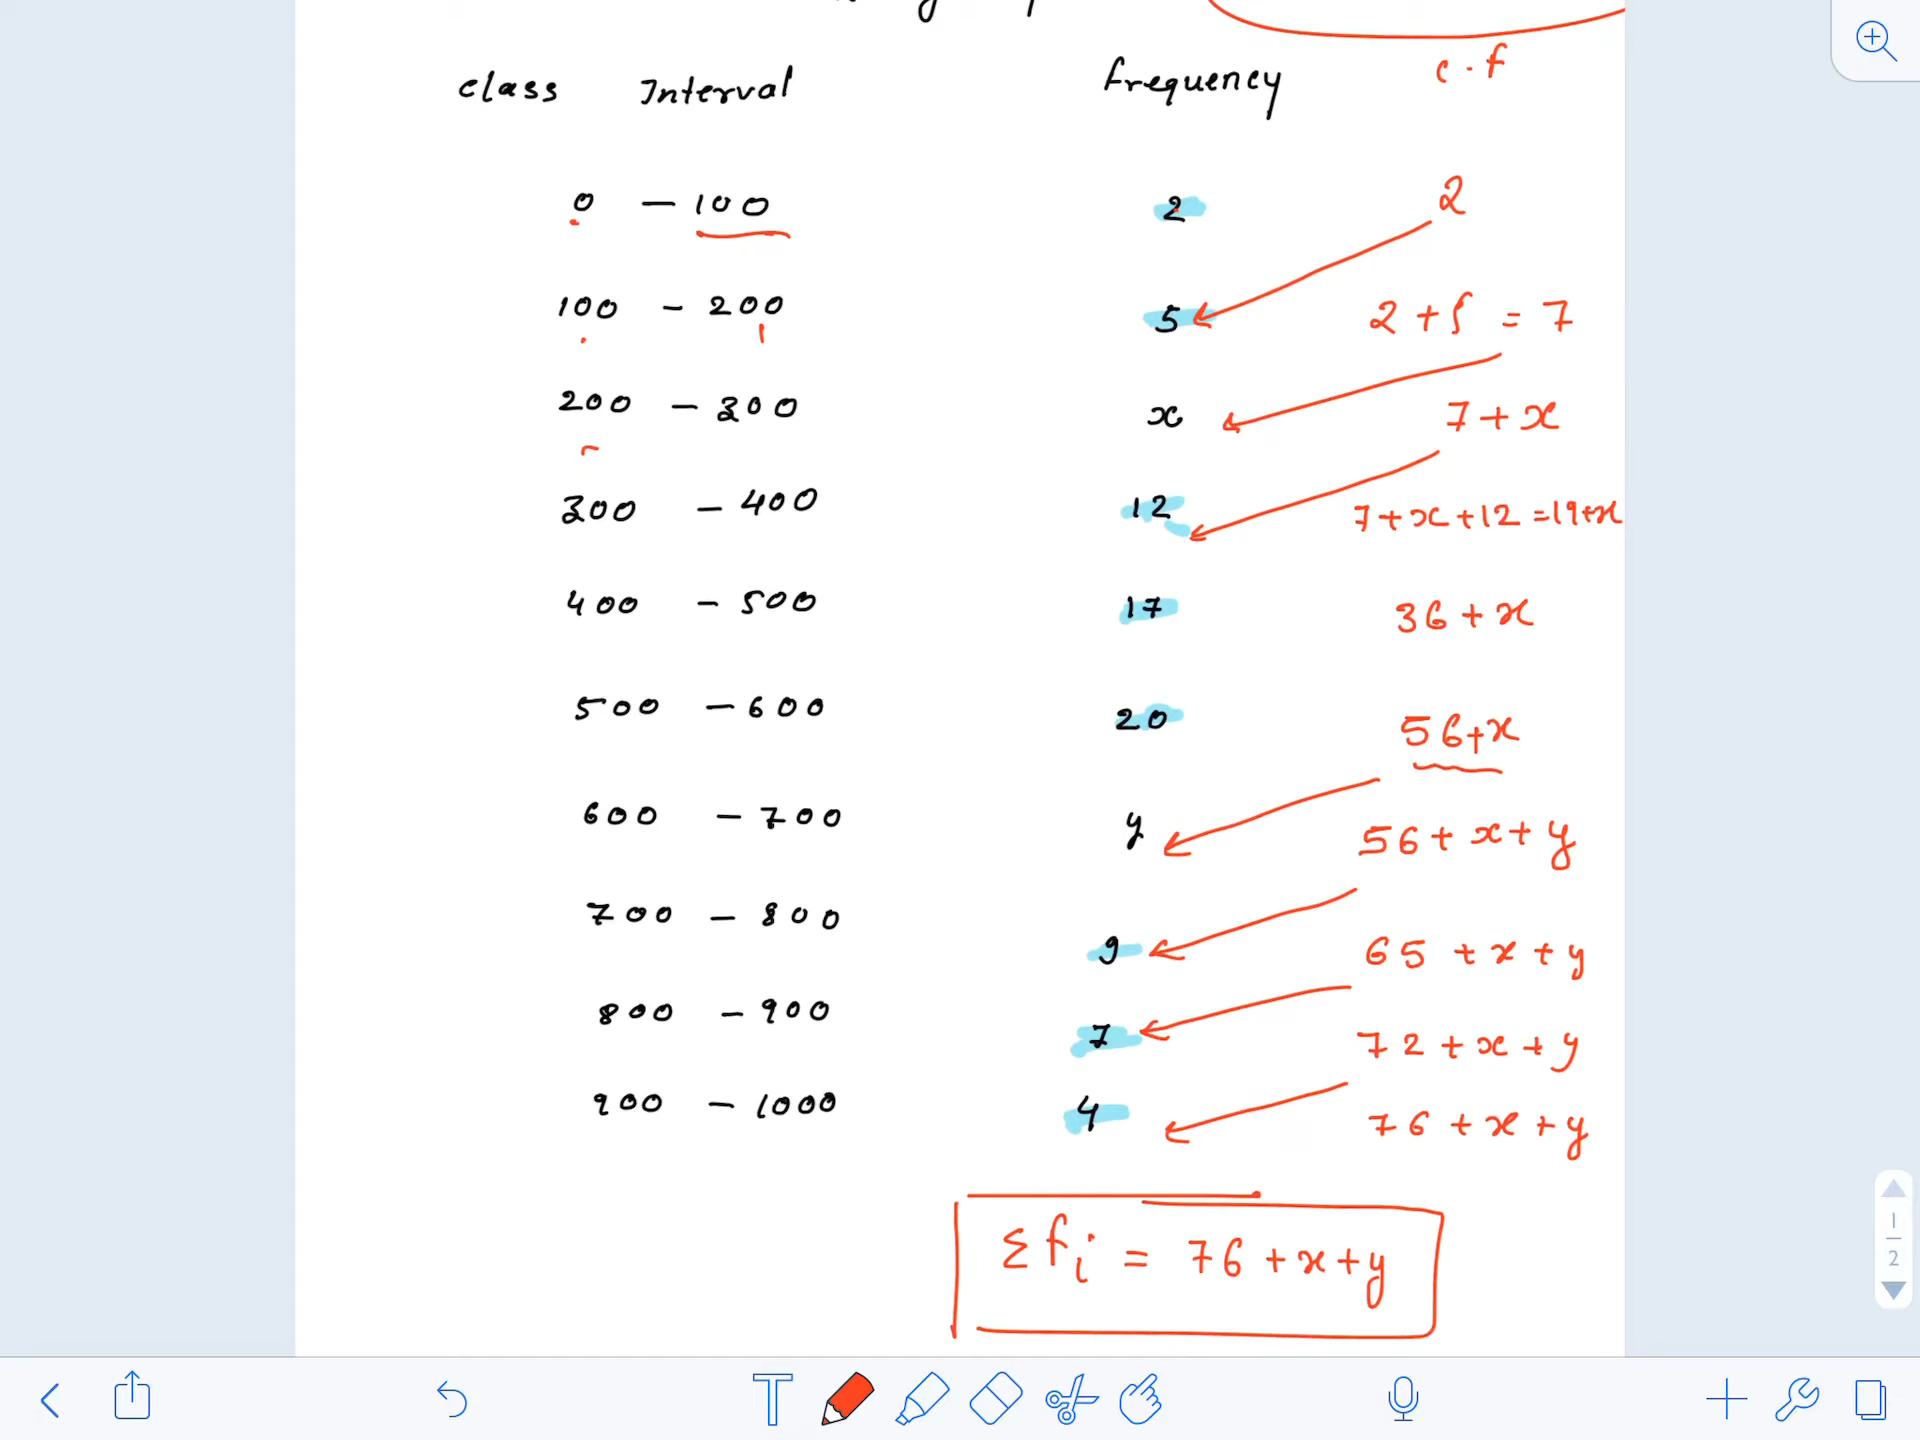 class Interval frequency c.f
0 - 100 2 2
100 - 200 5 2 + 5 = 7
200 - 300 x 7 + x
300 - 400 12 7 + x + 12 = 19+x
400 - 500 17 36 + x
500 - 600 20 56+x
600 - 700 y 56 + x + y
700 - 800 9 65 + x + y
800 - 900 7 72 + x + y
900 - 1000 4 76 + x + y
Σfi = 76 + x + y
1
2
T